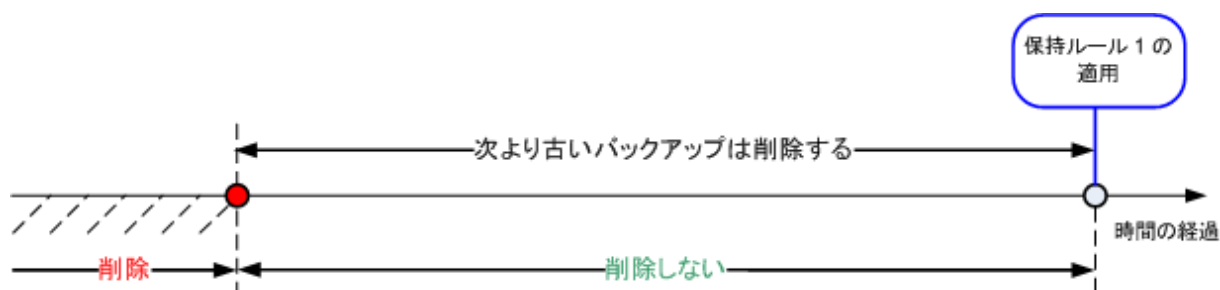 保持ルール 1 の
適用
次より古いバックアップは削除する
時間の経過
削除
削除しない